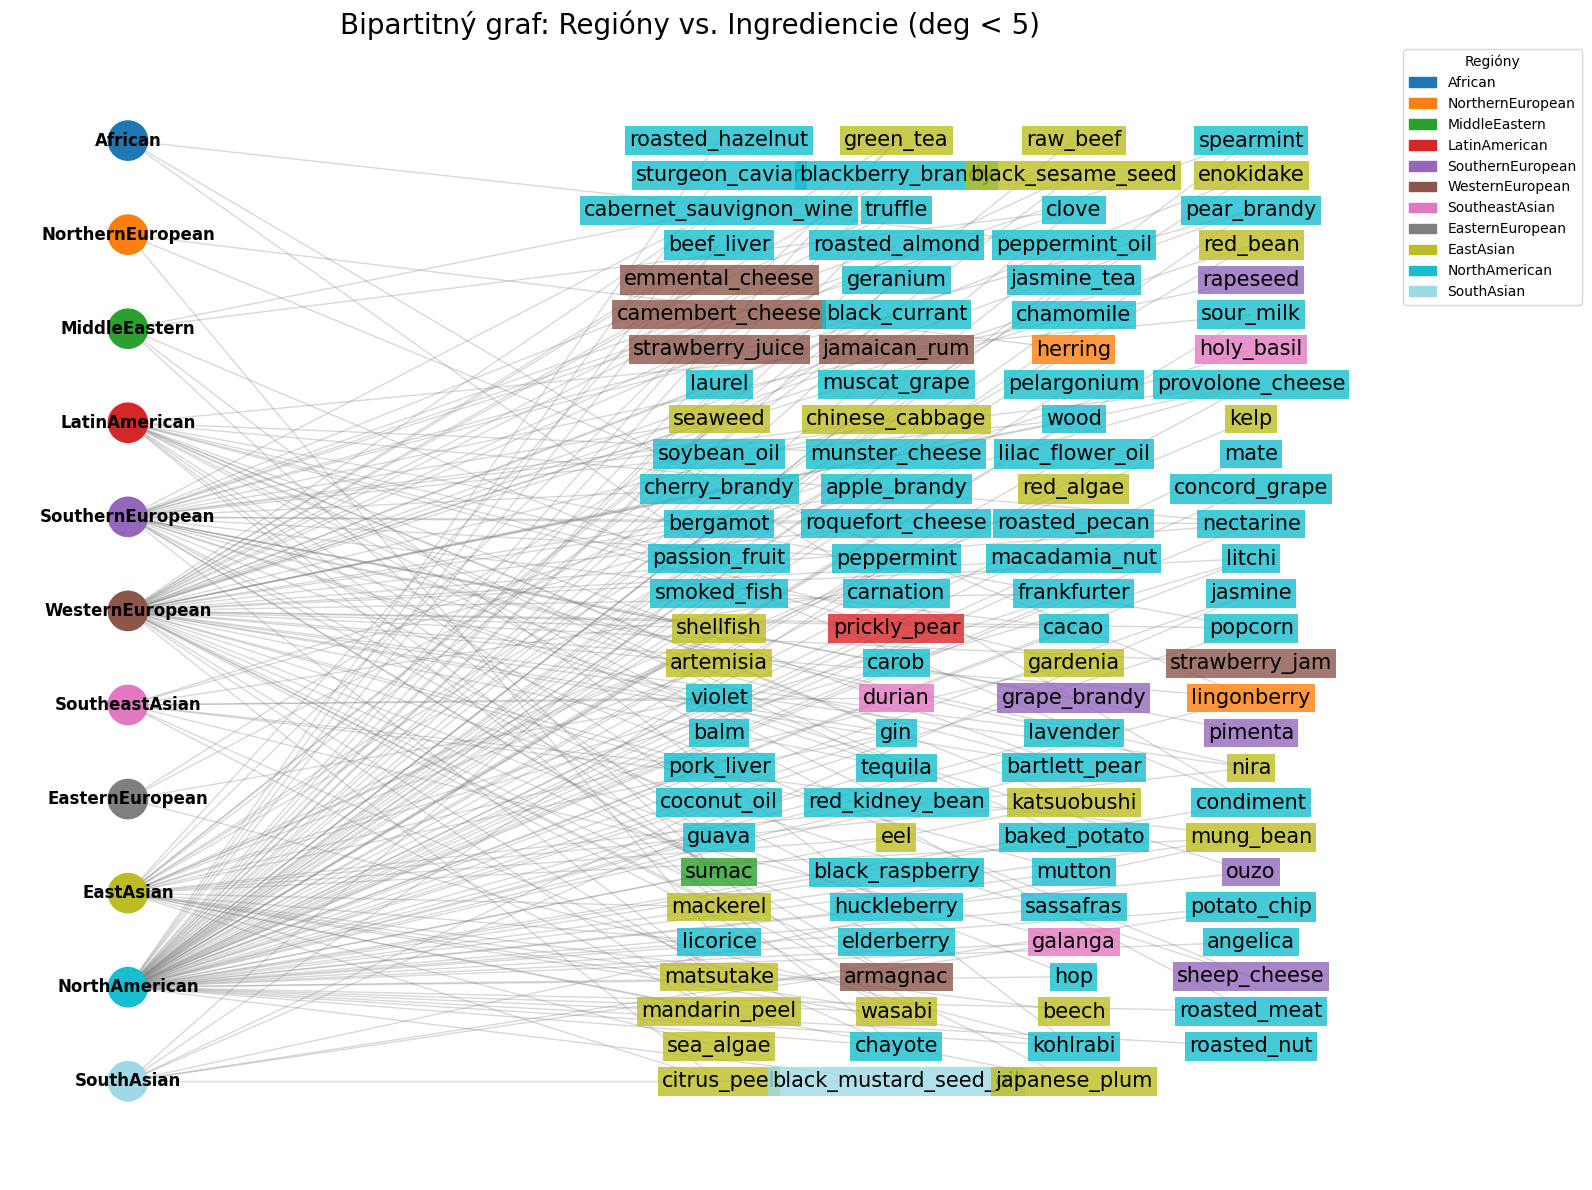 Bipartitný graf: Regióny vs. Ingrediencie (deg < 5)
Regióny
African
NorthernEuropean
MiddleEastern
LatinAmerican
SouthernEuropean
WesternEuropean
SoutheastAsian
EasternEuropean
EastAsian
NorthAmerican
SouthAsian
African roasted_hazelnut green_tea raw_beef spearmint
sturgeon_caviar blackberry_brandy black_sesame_seed enokidake
cabernet_sauvignon_wine truffle clove pear_brandy
NorthernEuropean beef_liver roasted_almond peppermint_oil red_bean
emmental_cheese geranium jasmine_tea rapeseed
MiddleEastern camembert_cheese black_currant chamomile sour_milk
strawberry_juice jamaican_rum herring holy_basil
laurel muscat_grape pelargonium provolone_cheese
LatinAmerican seaweed chinese_cabbage wood kelp
soybean_oil munster_cheese lilac_flower_oil mate
cherry_brandy apple_brandy red_algae concord_grape
SouthernEuropean bergamot roquefort_cheese roasted_pecan nectarine
passion_fruit peppermint macadamia_nut litchi
smoked_fish carnation frankfurter jasmine
WesternEuropean shellfish prickly_pear cacao popcorn
artemisia carob gardenia strawberry_jam
SoutheastAsian violet durian grape_brandy lingonberry
balm gin lavender pimenta
pork_liver tequila bartlett_pear nira
EasternEuropean coconut_oil red_kidney_bean katsuobushi condiment
guava eel baked_potato mung_bean
sumac black_raspberry mutton ouzo
EastAsian mackerel huckleberry sassafras potato_chip
licorice elderberry galanga angelica
NorthAmerican matsutake armagnac hop sheep_cheese
mandarin_peel wasabi beech roasted_meat
sea_algae chayote kohlrabi roasted_nut
SouthAsian citrus_peel black_mustard_seed_oil japanese_plum